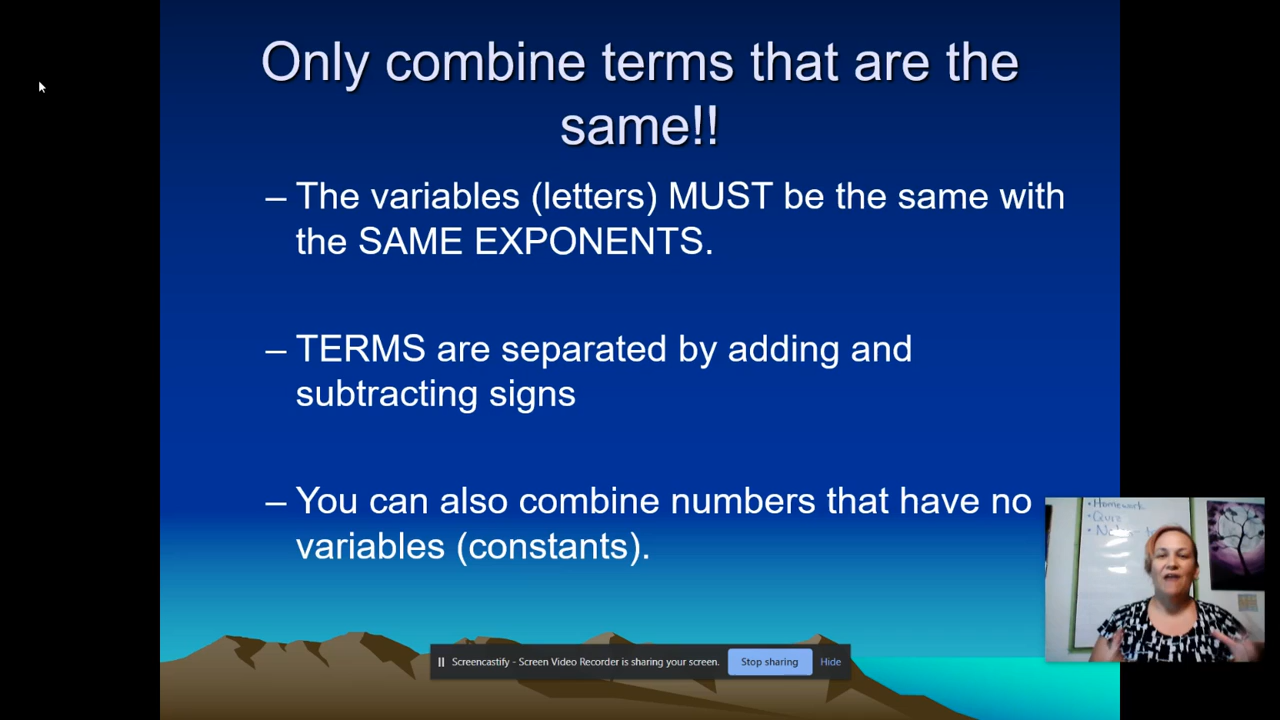 Only combine terms that are the
same!!
– The variables (letters) MUST be the same with
the SAME EXPONENTS.
– TERMS are separated by adding and
subtracting signs
– You can also combine numbers that have no
variables (constants).
• Homework
• Quiz
Screencastify - Screen Video Recorder is sharing your screen. Stop sharing Hide